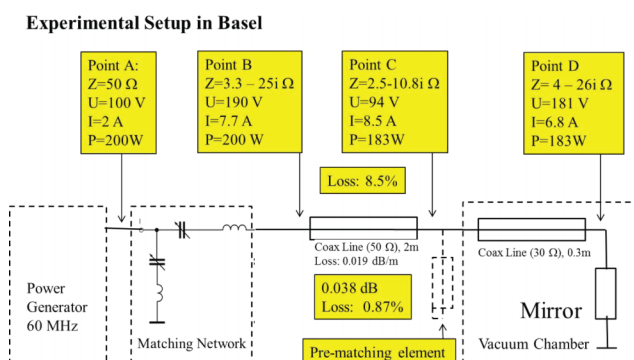 Experimental Setup in Basel
Point A:
Z=50 Ω
U=100 V
I=2 A
P=200W
Point B
Z=3.3 – 25i Ω
U=190 V
I=7.7 A
P=200 W
Point C
Z=2.5-10.8i Ω
U=94 V
I=8.5 A
P=183W
Point D
Z= 4 – 26i Ω
U=181 V
I=6.8 A
P=183W
Loss: 8.5%
Coax Line (50 Ω), 2m
Loss: 0.019 dB/m
Coax Line (30 Ω), 0.3m
0.038 dB
Loss: 0.87%
Power
Generator
60 MHz
Matching Network
Pre-matching element
Mirror
Vacuum Chamber